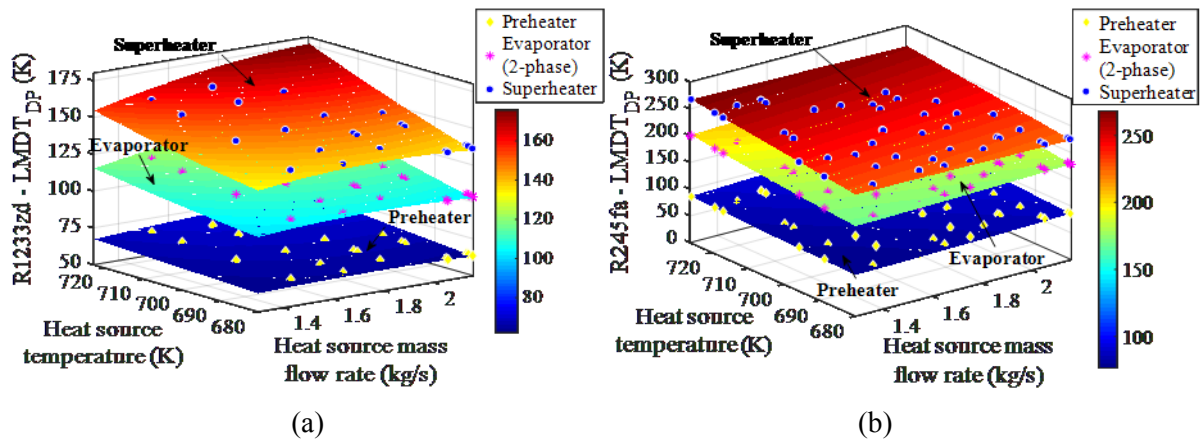 R1233zd - LMDT_DP (K)
175
150
125
100
75
50
Superheater
Evaporator
Preheater
720
710
700
690
680
Heat source
temperature (K)
1.4
1.6
1.8
2
Heat source mass
flow rate (kg/s)
Preheater
Evaporator
(2-phase)
Superheater
160
140
120
100
80
(a)
R245fa - LMDT_DP (K)
300
250
200
150
100
50
0
Superheater
Evaporator
Preheater
720
710
700
690
680
Heat source
temperature (K)
1.4
1.6
1.8
2
Heat source mass
flow rate (kg/s)
Preheater
Evaporator
(2-phase)
Superheater
250
200
150
100
(b)